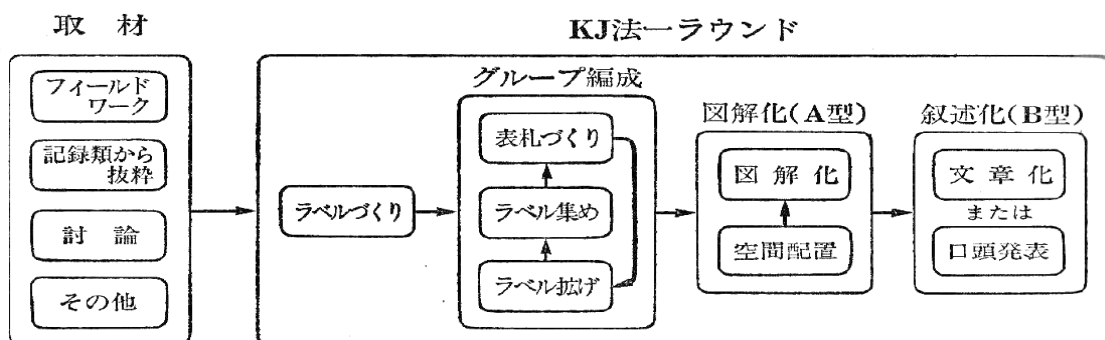 取材
KJ法一ラウンド
フィールド
ワーク
記録類から
抜粋
討論
その他
ラベルづくり
グループ編成
表札づくり
ラベル集め
ラベル拡げ
図解化(A型)
図解化
空間配置
叙述化(B型)
文章化
または
口頭発表